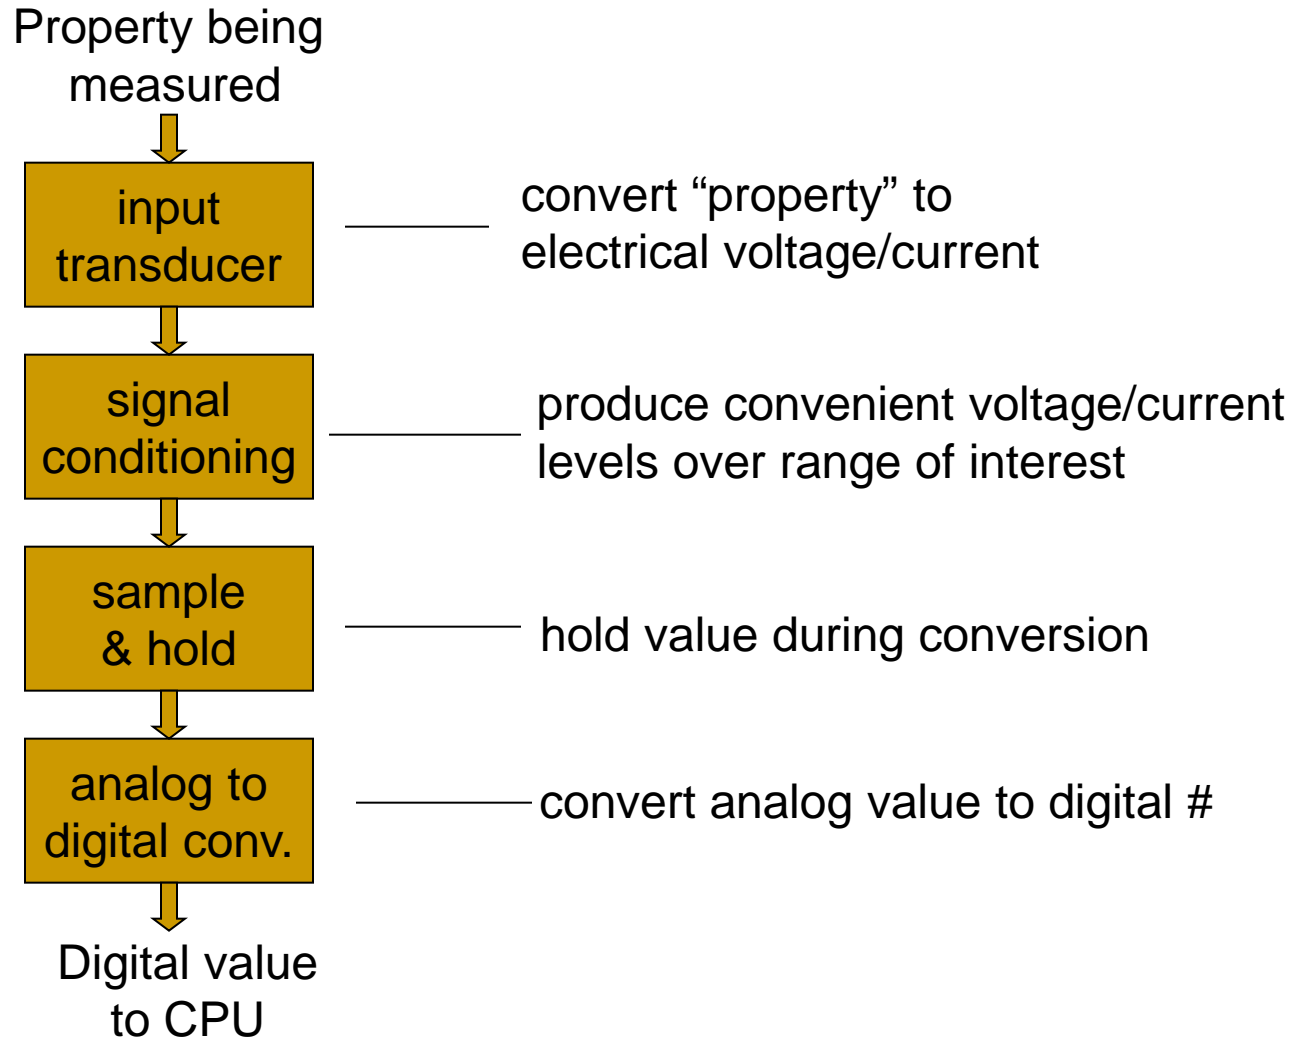 Property being
measured
input
transducer
convert “property” to
electrical voltage/current
signal
conditioning
produce convenient voltage/current
levels over range of interest
sample
& hold
hold value during conversion
analog to
digital conv.
convert analog value to digital #
Digital value
to CPU